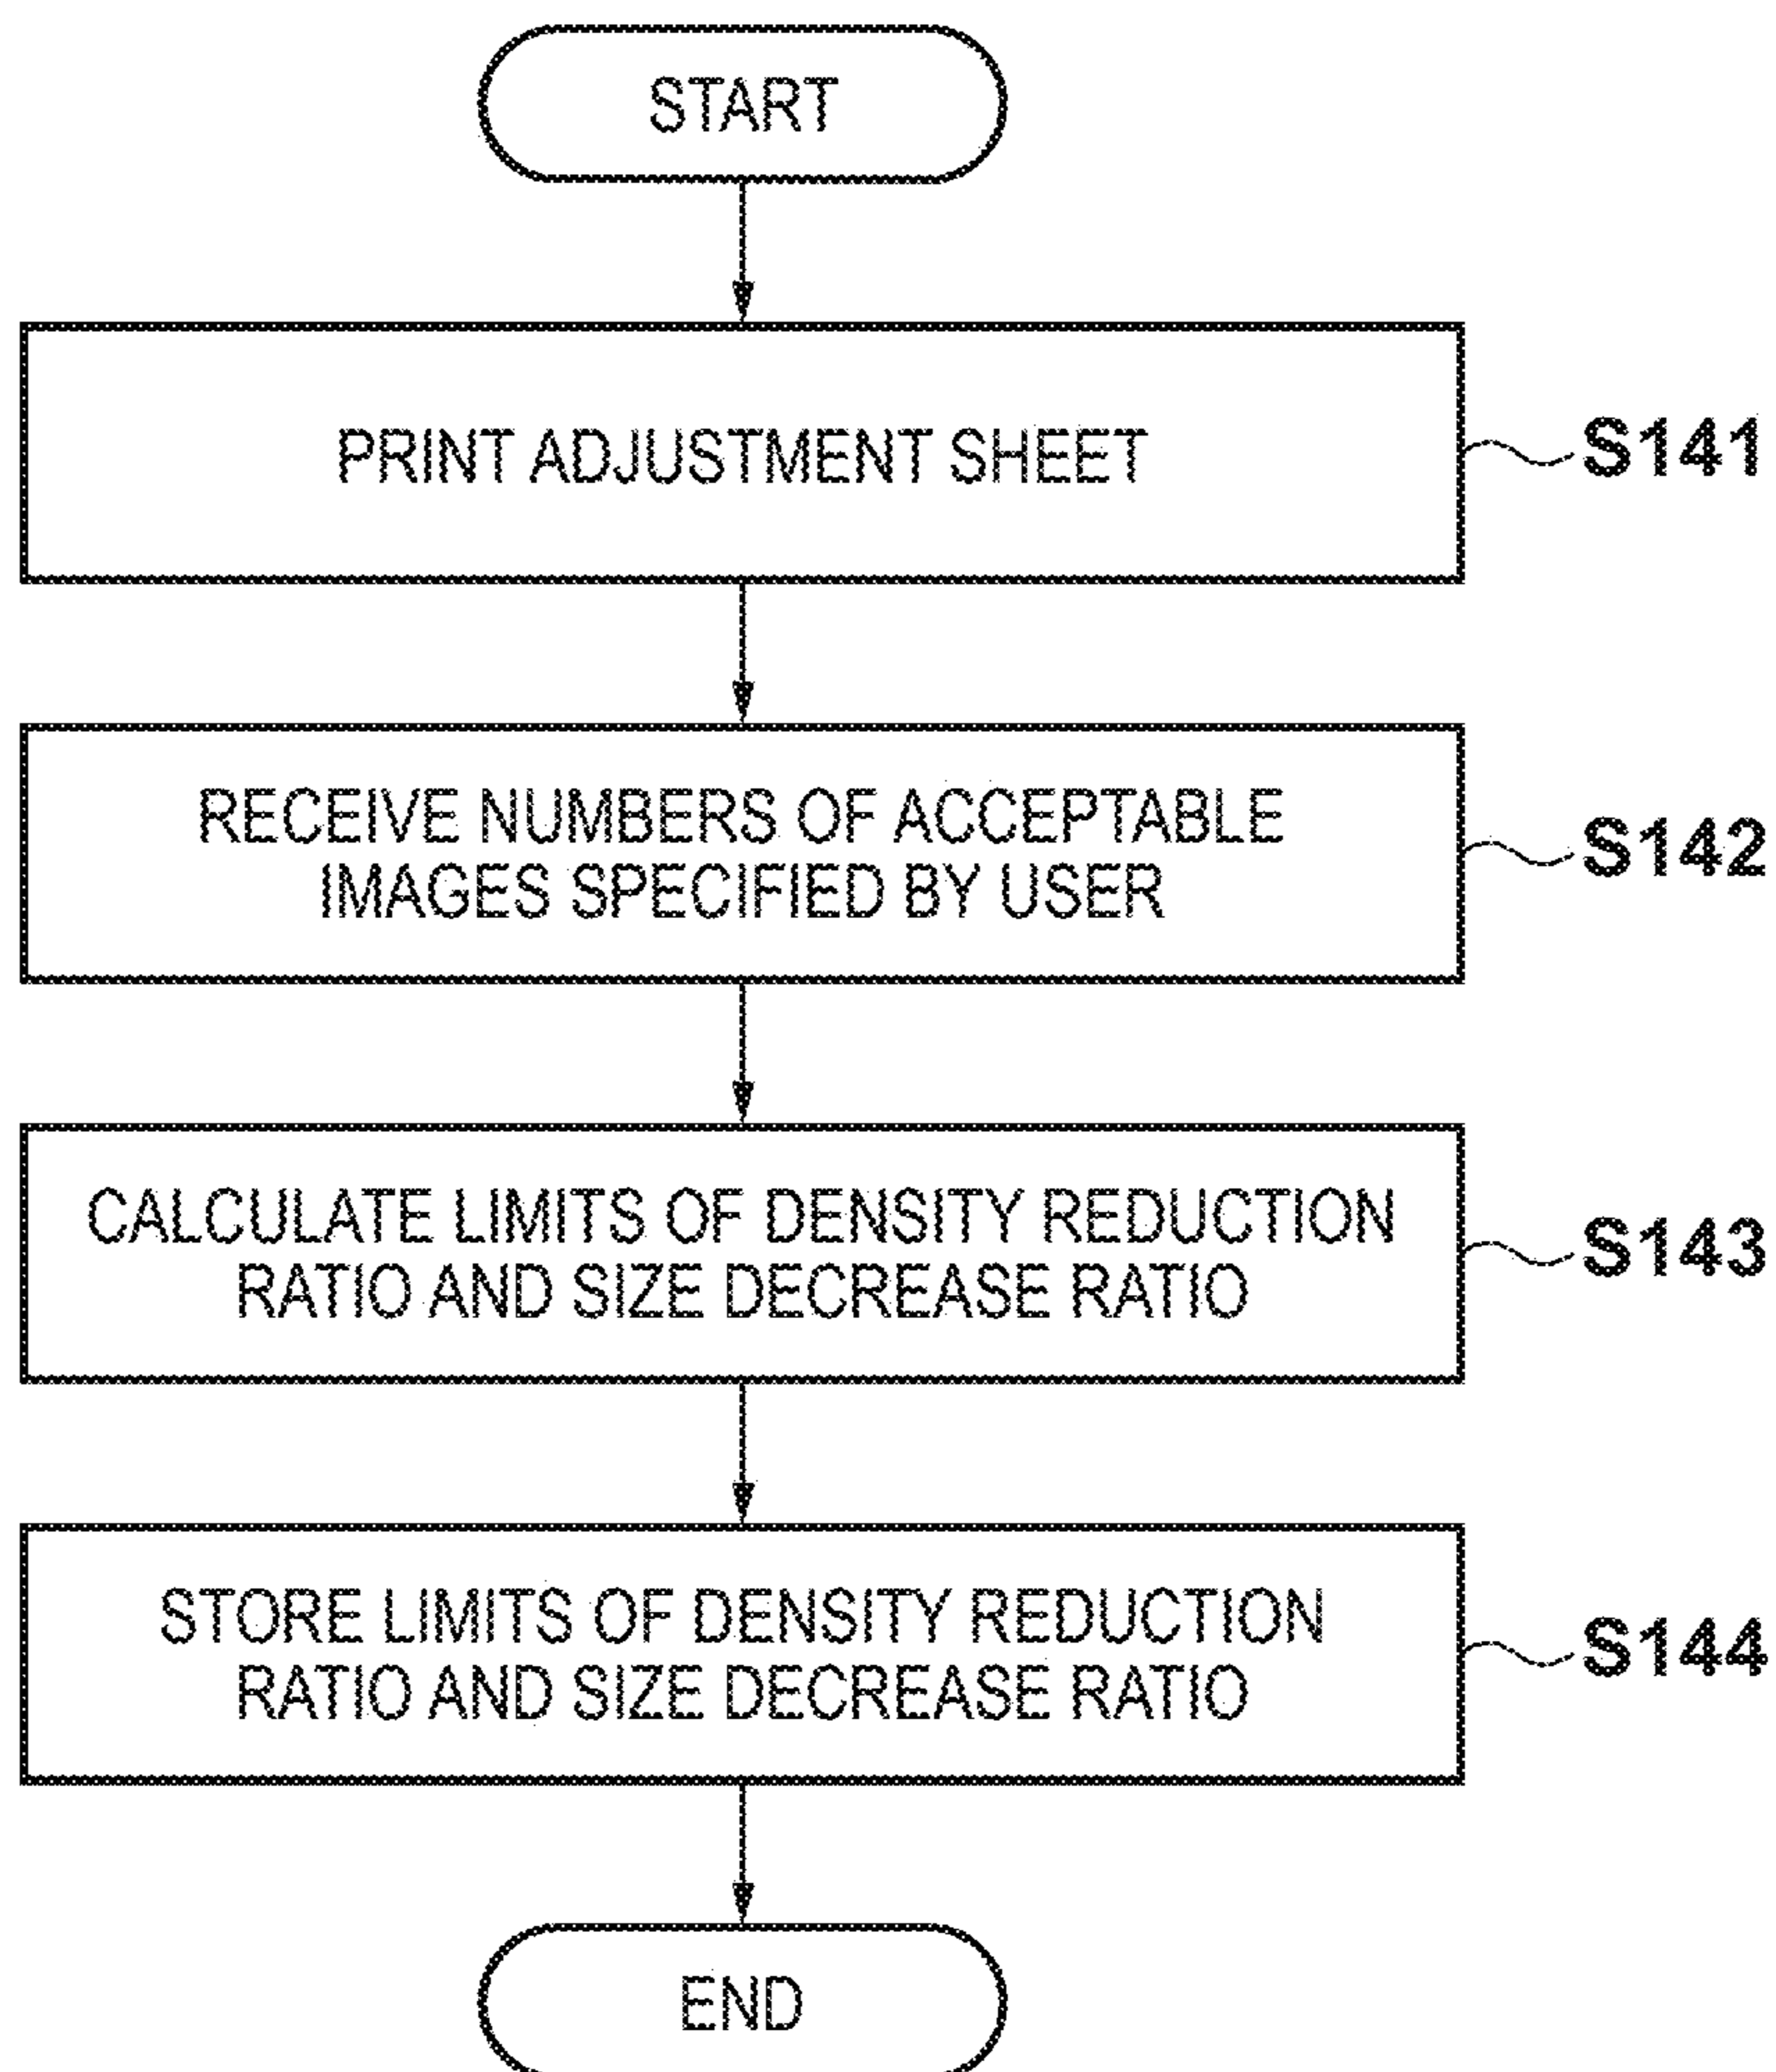 START
PRINT ADJUSTMENT SHEET
S141
RECEIVE NUMBERS OF ACCEPTABLE
IMAGES SPECIFIED BY USER
S142
CALCULATE LIMITS OF DENSITY REDUCTION
RATIO AND SIZE DECREASE RATIO
S143
STORE LIMITS OF DENSITY REDUCTION
RATIO AND SIZE DECREASE RATIO
S144
END